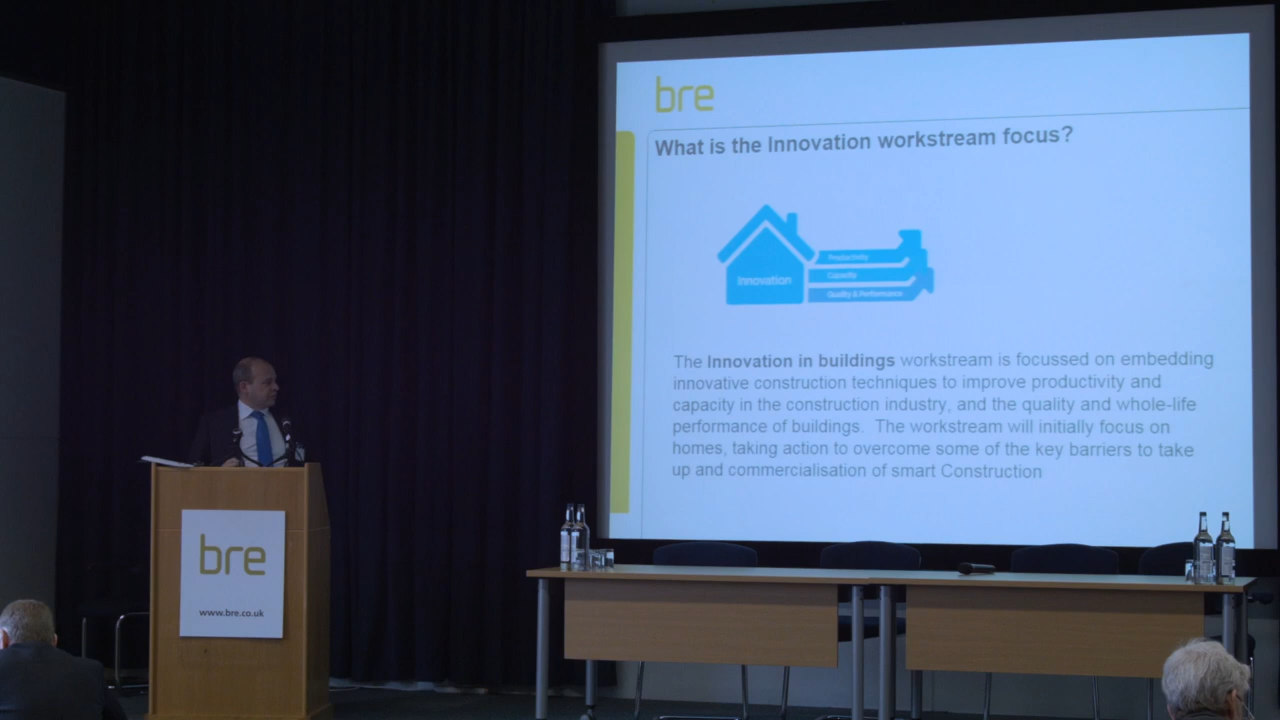 bre
What is the Innovation workstream focus?
Innovation
Productivity
Capacity
Quality & Performance
The Innovation in buildings workstream is focussed on embedding
innovative construction techniques to improve productivity and
capacity in the construction industry, and the quality and whole-life
performance of buildings. The workstream will initially focus on
homes, taking action to overcome some of the key barriers to take
up and commercialisation of smart Construction
bre
www.bre.co.uk